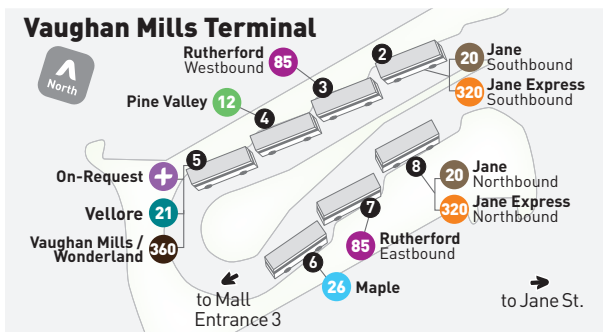 Vaughan Mills Terminal
North
Rutherford 85
Westbound
2
20 Jane
Southbound
320 Jane Express
Southbound
3
Pine Valley 12
4
5
On-Request +
Vellore 21
Vaughan Mills / 360
Wonderland
8
20 Jane
Northbound
320 Jane Express
Northbound
7
85 Rutherford
Eastbound
6
26 Maple
to Mall
Entrance 3
to Jane St.